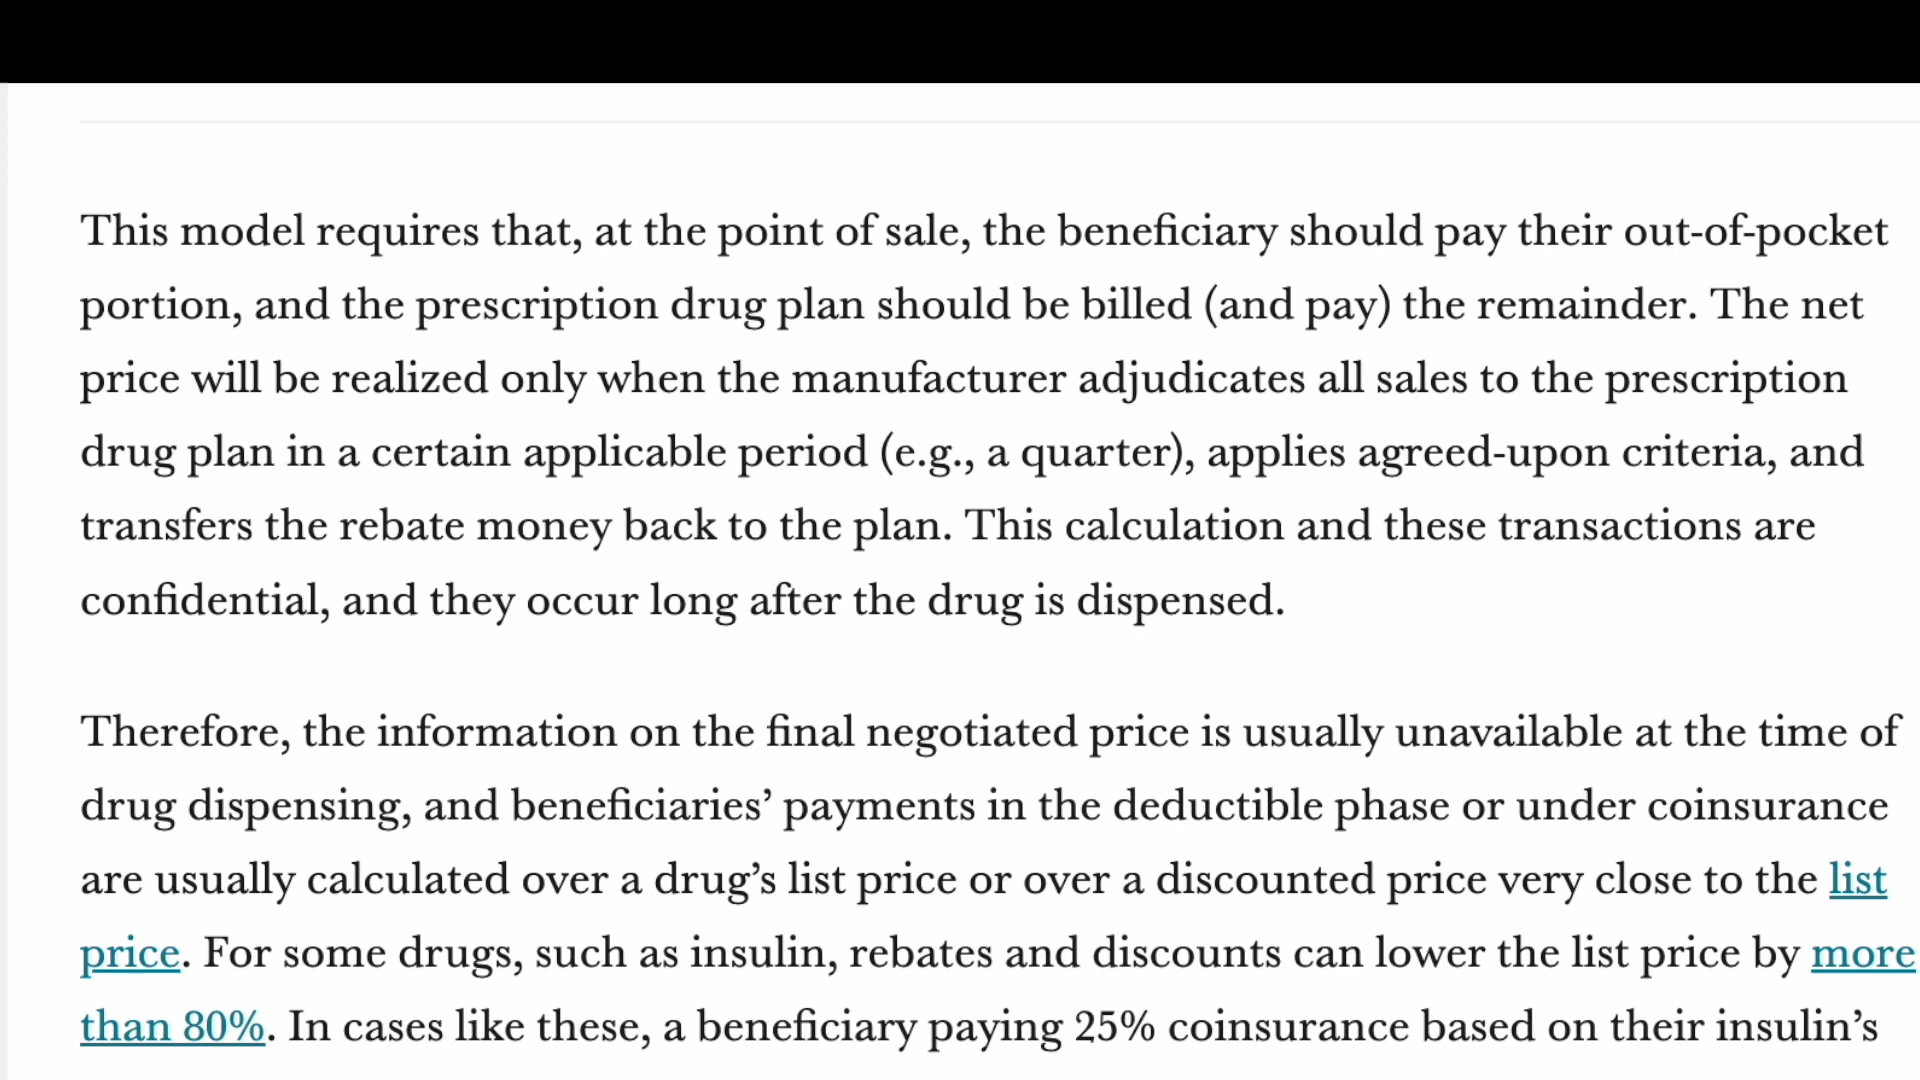 This model requires that, at the point of sale, the beneficiary should pay their out-of-pocket
portion, and the prescription drug plan should be billed (and pay) the remainder. The net
price will be realized only when the manufacturer adjudicates all sales to the prescription
drug plan in a certain applicable period (e.g., a quarter), applies agreed-upon criteria, and
transfers the rebate money back to the plan. This calculation and these transactions are
confidential, and they occur long after the drug is dispensed.
Therefore, the information on the final negotiated price is usually unavailable at the time of
drug dispensing, and beneficiaries’ payments in the deductible phase or under coinsurance
are usually calculated over a drug’s list price or over a discounted price very close to the list
price. For some drugs, such as insulin, rebates and discounts can lower the list price by more
than 80%. In cases like these, a beneficiary paying 25% coinsurance based on their insulin’s